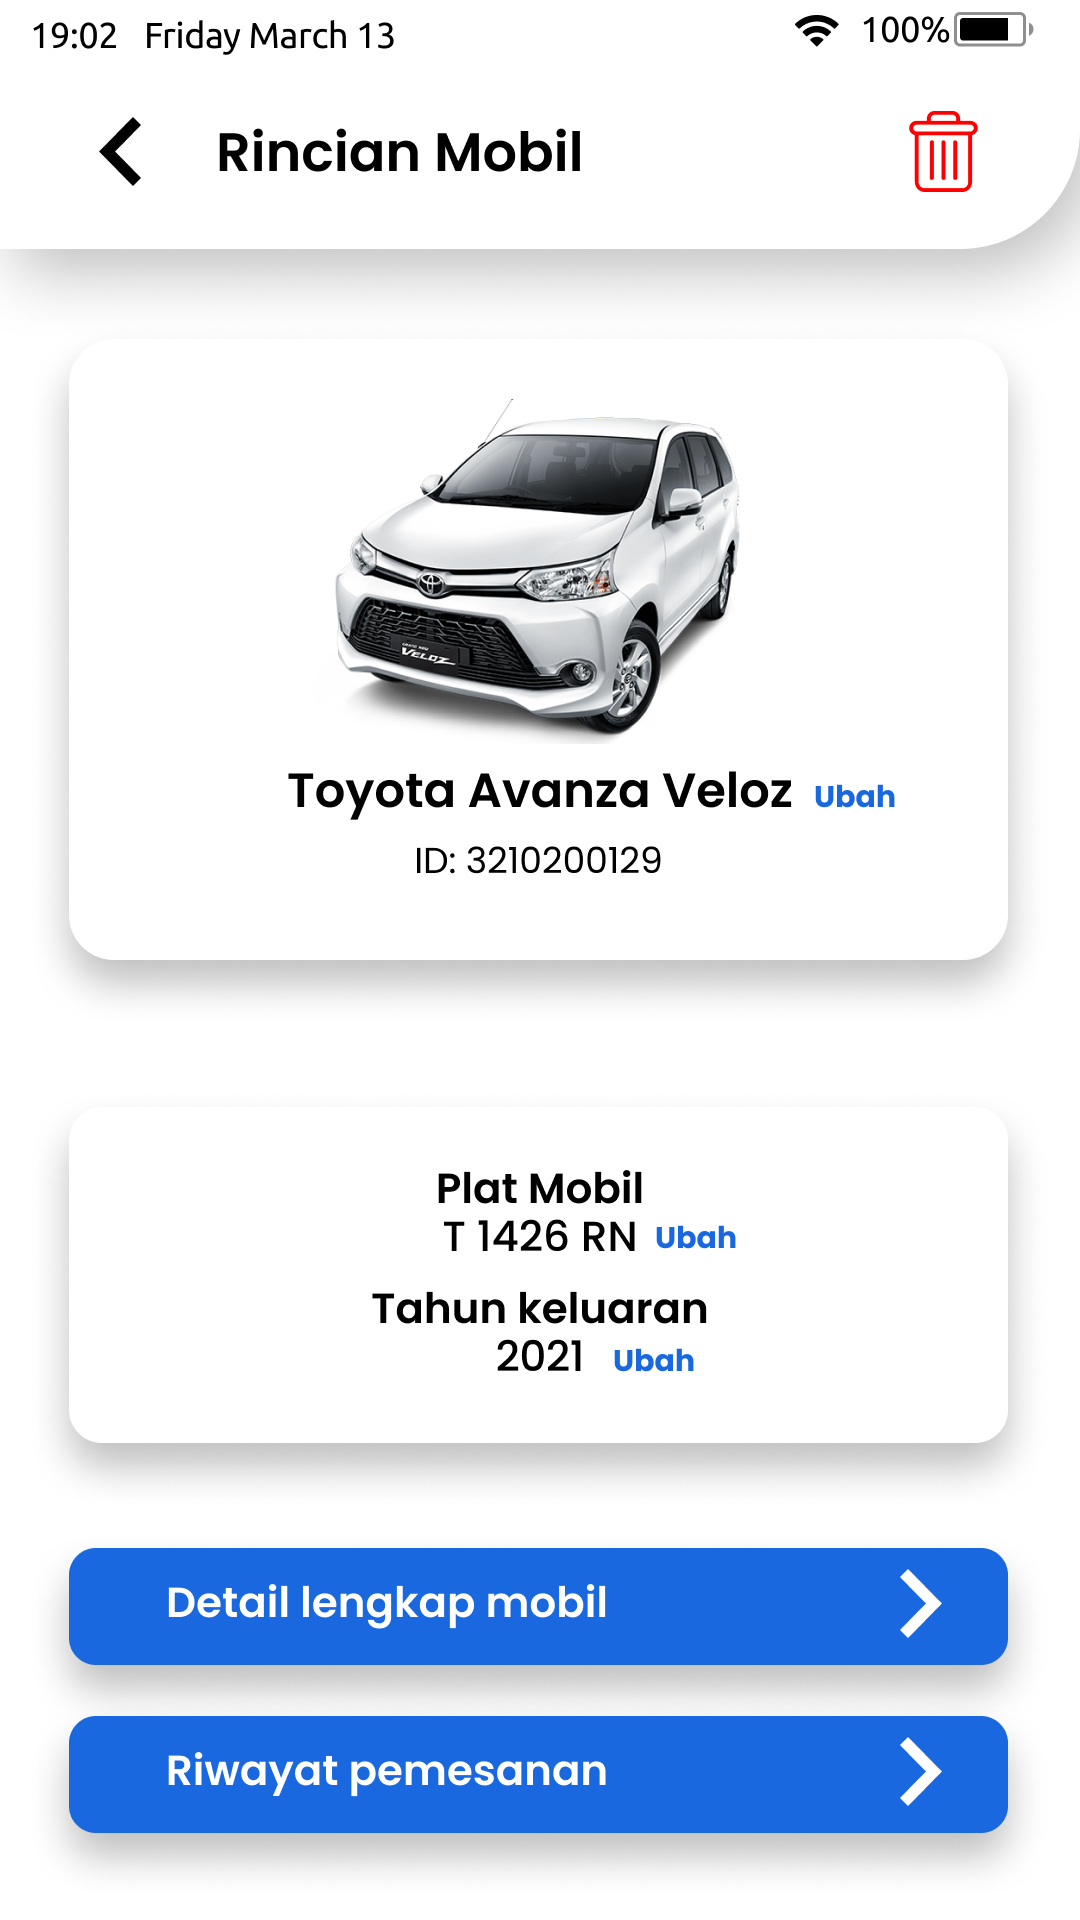 19:02 Friday March 13 100%
Rincian Mobil
VELOZ
Toyota Avanza Veloz Ubah
ID: 3210200129
Plat Mobil
T 1426 RN Ubah
Tahun keluaran
2021 Ubah
Detail lengkap mobil
Riwayat pemesanan